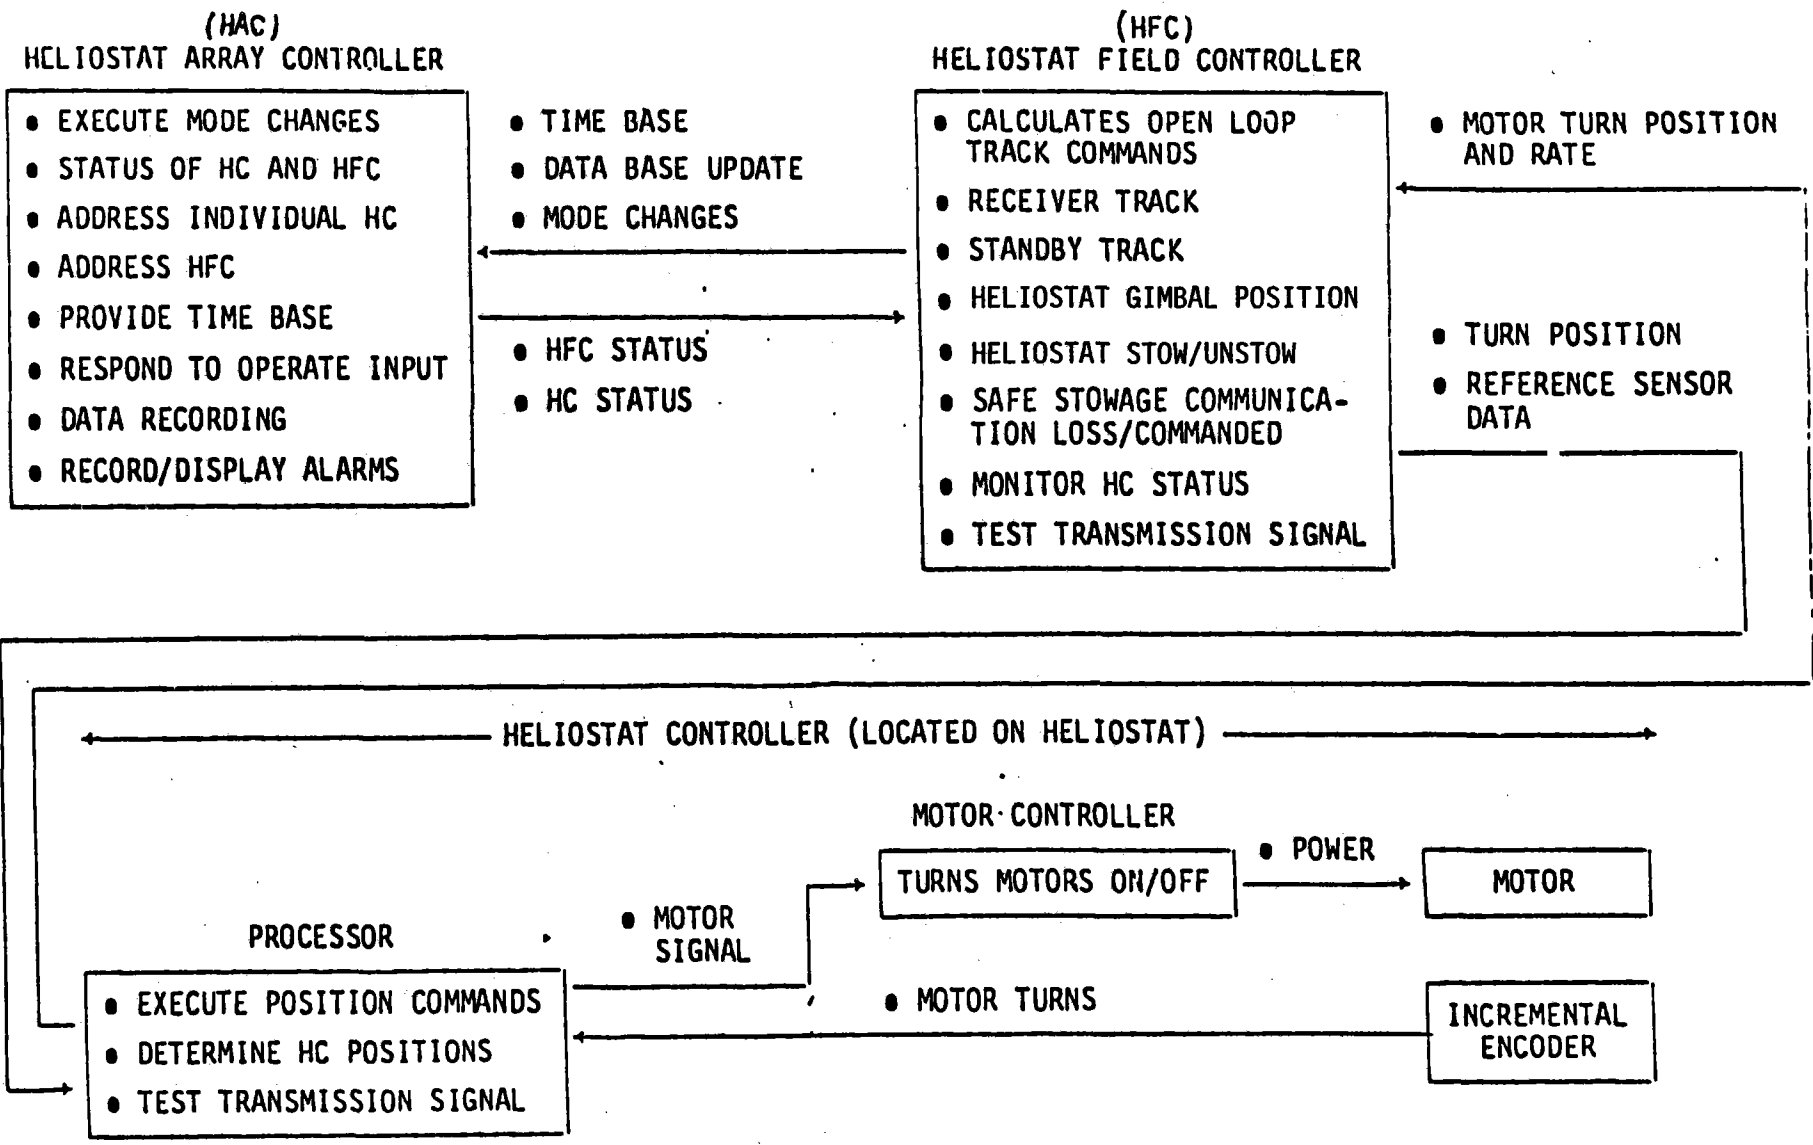 (HAC)
HELIOSTAT ARRAY CONTROLLER
• EXECUTE MODE CHANGES
• STATUS OF HC AND HFC
• ADDRESS INDIVIDUAL HC
• ADDRESS HFC
• PROVIDE TIME BASE
• RESPOND TO OPERATE INPUT
• DATA RECORDING
• RECORD/DISPLAY ALARMS
• TIME BASE
• DATA BASE UPDATE
• MODE CHANGES
• HFC STATUS
• HC STATUS
(HFC)
HELIOSTAT FIELD CONTROLLER
• CALCULATES OPEN LOOP
TRACK COMMANDS
• RECEIVER TRACK
• STANDBY TRACK
• HELIOSTAT GIMBAL POSITION
• HELIOSTAT STOW/UNSTOW
• SAFE STOWAGE COMMUNICA-
TION LOSS/COMMANDED
• MONITOR HC STATUS
• TEST TRANSMISSION SIGNAL
• MOTOR TURN POSITION
AND RATE
• TURN POSITION
• REFERENCE SENSOR
DATA
HELIOSTAT CONTROLLER (LOCATED ON HELIOSTAT)
MOTOR CONTROLLER
TURNS MOTORS ON/OFF
• POWER
MOTOR
• MOTOR
SIGNAL
PROCESSOR
• EXECUTE POSITION COMMANDS
• DETERMINE HC POSITIONS
• TEST TRANSMISSION SIGNAL
• MOTOR TURNS
INCREMENTAL
ENCODER